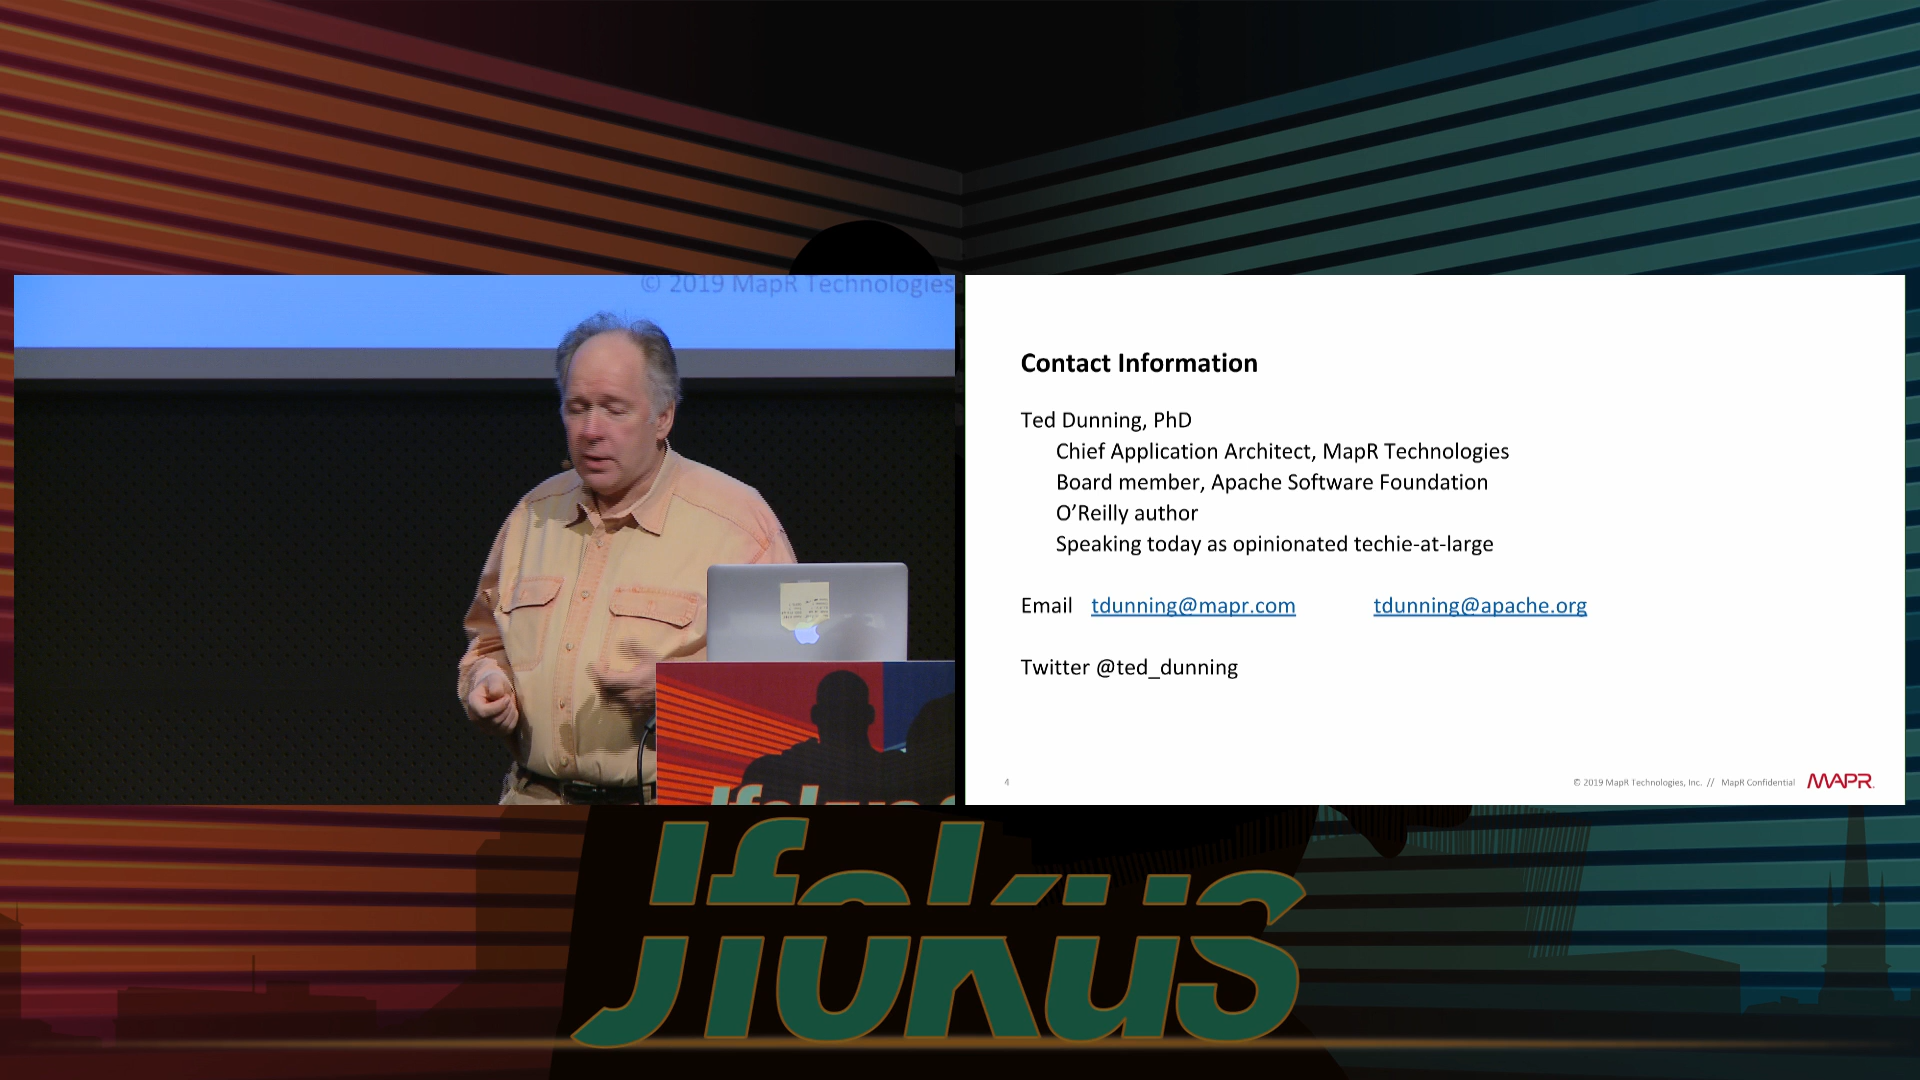 © 2019 MapR Technologies
Contact Information
Ted Dunning, PhD
Chief Application Architect, MapR Technologies
Board member, Apache Software Foundation
O’Reilly author
Speaking today as opinionated techie-at-large
Email tdunning@mapr.com tdunning@apache.org
Twitter @ted_dunning
4
© 2019 MapR Technologies, Inc. // MapR Confidential
MAPR
Jfokus